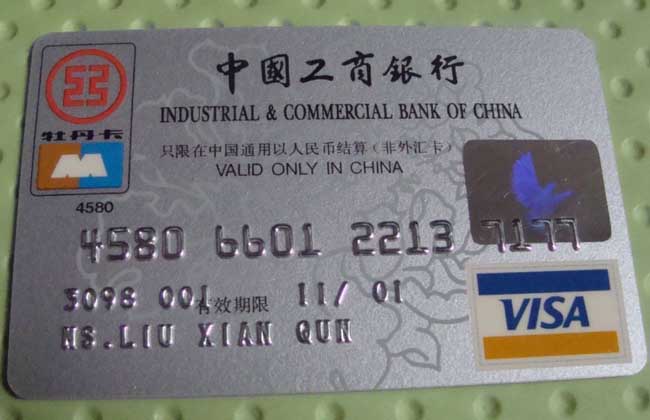 中國工商銀行
INDUSTRIAL & COMMERCIAL BANK OF CHINA
牡丹卡
只限在中国通用以人民币结算（非外汇卡）
VALID ONLY IN CHINA
M
4580
4580 6601 2213 7177
3098 001 有效期限 11/ 01
MS.LIU XIAN QUN
VISA